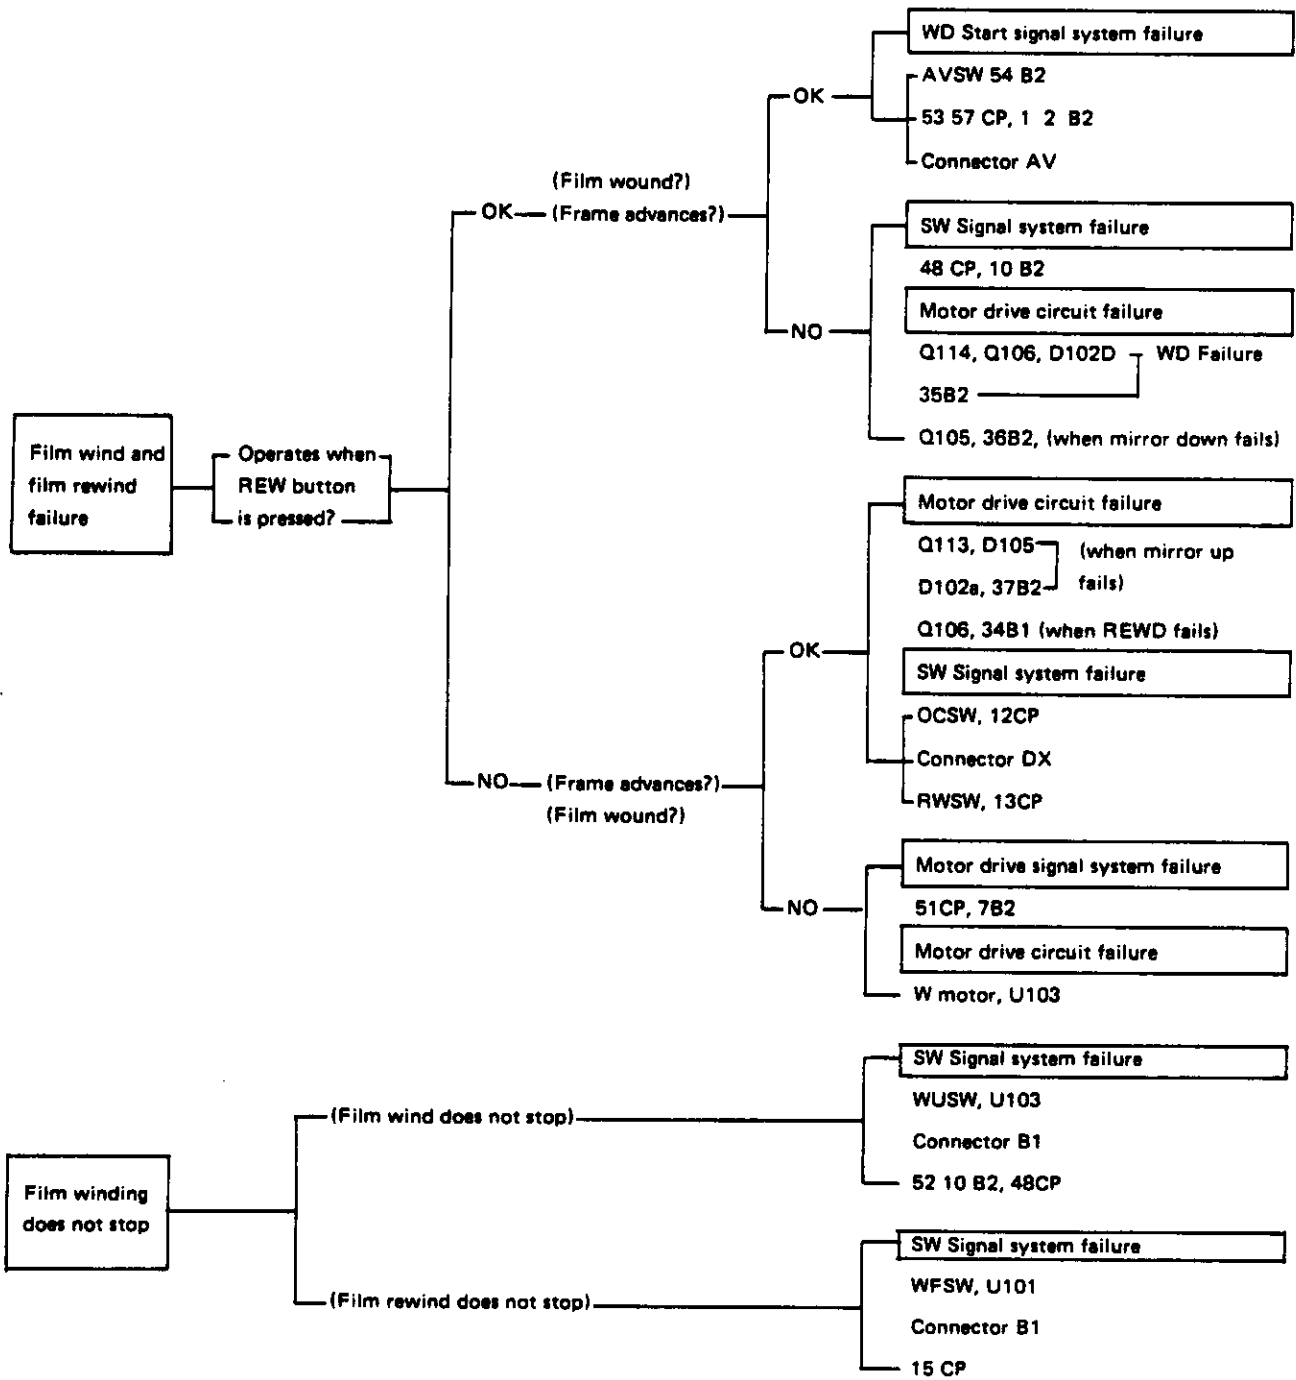 WD Start signal system failure
AVSW 54 B2
OK
53 57 CP, 1 2 B2
Connector AV
(Film wound?)
OK
(Frame advances?)
SW Signal system failure
48 CP, 10 B2
Motor drive circuit failure
NO
Q114, Q106, D102D
WD Failure
35B2
Q105, 36B2, (when mirror down fails)
Film wind and
film rewind
failure
Operates when
REW button
is pressed?
Motor drive circuit failure
Q113, D105
(when mirror up
fails)
D102a, 37B2
Q106, 34B1 (when REWD fails)
OK
SW Signal system failure
OCSW, 12CP
Connector DX
RWSW, 13CP
NO
(Frame advances?)
(Film wound?)
Motor drive signal system failure
NO
51CP, 7B2
Motor drive circuit failure
W motor, U103
SW Signal system failure
(Film wind does not stop)
WUSW, U103
Connector B1
52 10 B2, 48CP
Film winding
does not stop
SW Signal system failure
(Film rewind does not stop)
WFSW, U101
Connector B1
15 CP